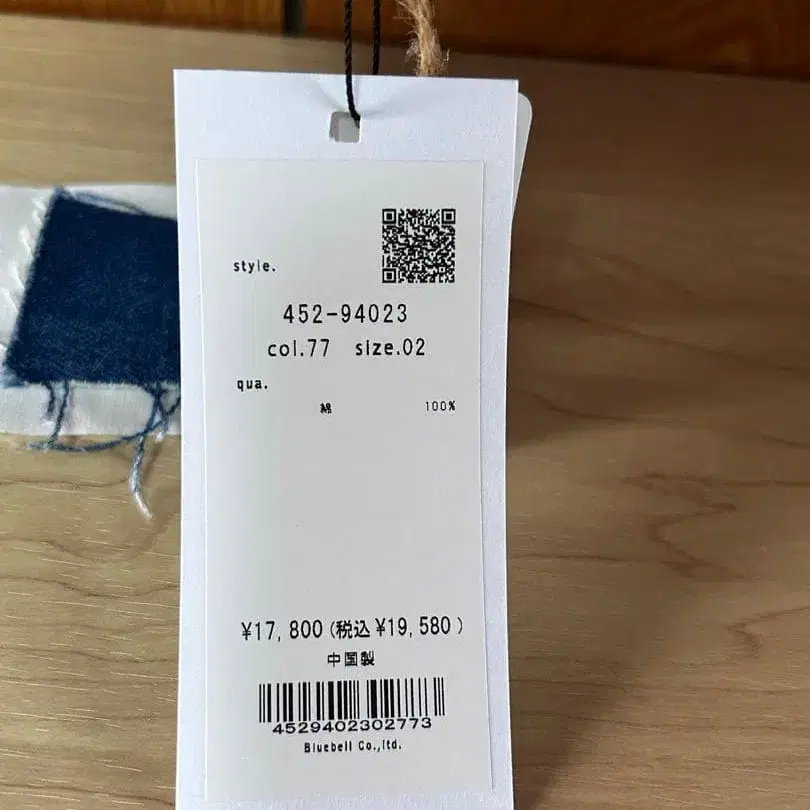 style.
452-94023
col.77 size.02
qua.
綿 100%
¥17,800(税込¥19,580)
中国製
4529402302773
Bluebell Co.,ltd.